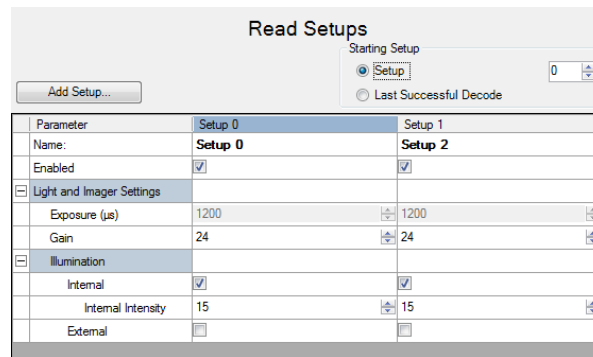 Read Setups
Starting Setup
Setup 0
Last Successful Decode
Add Setup...
Parameter Setup 0 Setup 1
Name: Setup 0 Setup 2
Enabled
Light and Imager Settings
Exposure (µs) 1200 1200
Gain 24 24
Illumination
Internal
Internal Intensity 15 15
External